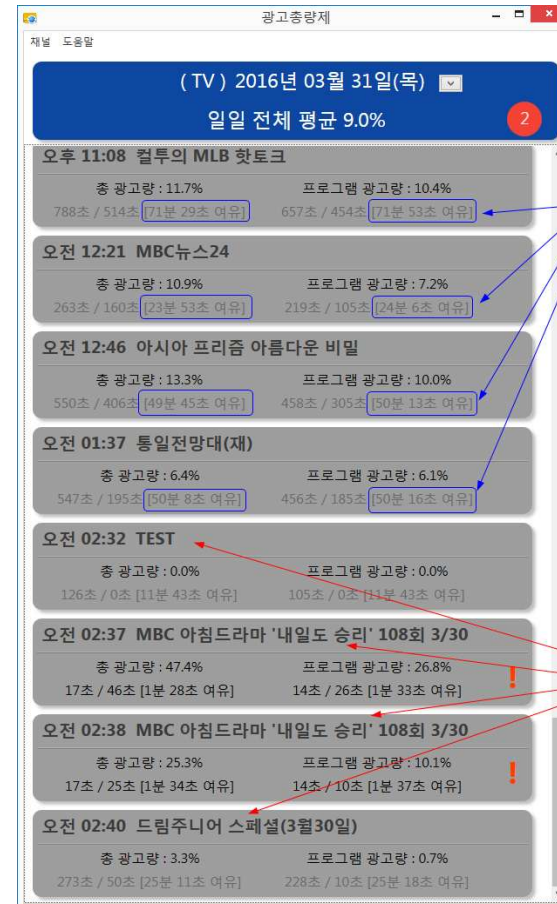 광고총량제
채널 도움말
( TV ) 2016년 03월 31일(목)
일일 전체 평균 9.0%
2
오후 11:08 컬투의 MLB 핫토크
총 광고량 : 11.7% 프로그램 광고량 : 10.4%
788초 / 514초 [71분 29초 여유] 657초 / 454초 [71분 53초 여유]
오전 12:21 MBC뉴스24
총 광고량 : 10.9% 프로그램 광고량 : 7.2%
263초 / 160초 [23분 53초 여유] 219초 / 105초 [24분 6초 여유]
오전 12:46 아시아 프리즘 아름다운 비밀
총 광고량 : 13.3% 프로그램 광고량 : 10.0%
550초 / 406초 [49분 45초 여유] 458초 / 305초 [50분 13초 여유]
오전 01:37 통일전망대(재)
총 광고량 : 6.4% 프로그램 광고량 : 6.1%
547초 / 195초 [50분 8초 여유] 456초 / 185초 [50분 16초 여유]
오전 02:32 TEST
총 광고량 : 0.0% 프로그램 광고량 : 0.0%
126초 / 0초 [11분 43초 여유] 105초 / 0초 [11분 43초 여유]
오전 02:37 MBC 아침드라마 '내일도 승리' 108회 3/30
총 광고량 : 47.4% 프로그램 광고량 : 26.8%
17초 / 46초 [1분 28초 여유] 14초 / 26초 [1분 33초 여유] !
오전 02:38 MBC 아침드라마 '내일도 승리' 108회 3/30
총 광고량 : 25.3% 프로그램 광고량 : 10.1%
17초 / 25초 [1분 34초 여유] 14초 / 10초 [1분 37초 여유] !
오전 02:40 드림주니어 스페셜(3월30일)
총 광고량 : 3.3% 프로그램 광고량 : 0.7%
273초 / 50초 [25분 11초 여유] 228초 / 10초 [25분 18초 여유]